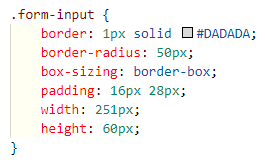 .form-input {
border: 1px solid #DADADA;
border-radius: 50px;
box-sizing: border-box;
padding: 16px 28px;
width: 251px;
height: 60px;
}